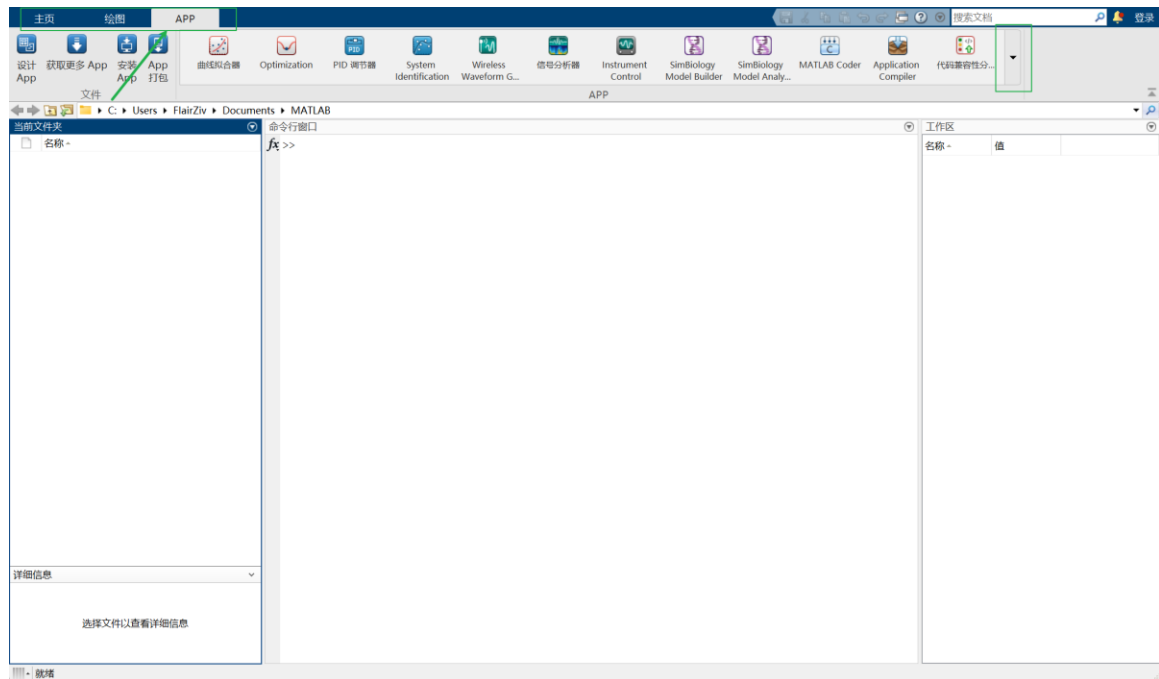 主页 绘图 APP
搜索文档 登录
设计 App
获取更多 App
安装 App
App 打包
曲线拟合器
Optimization
PID 调节器
System Identification
Wireless Waveform G...
信号分析器
Instrument Control
SimBiology Model Builder
SimBiology Model Analy...
MATLAB Coder
Application Compiler
代码兼容性分...
文件 APP
C: Users FlairZiv Documents MATLAB
当前文件夹 命令行窗口 工作区
名称 fx >> 名称 值
详细信息
选择文件以查看详细信息
就绪